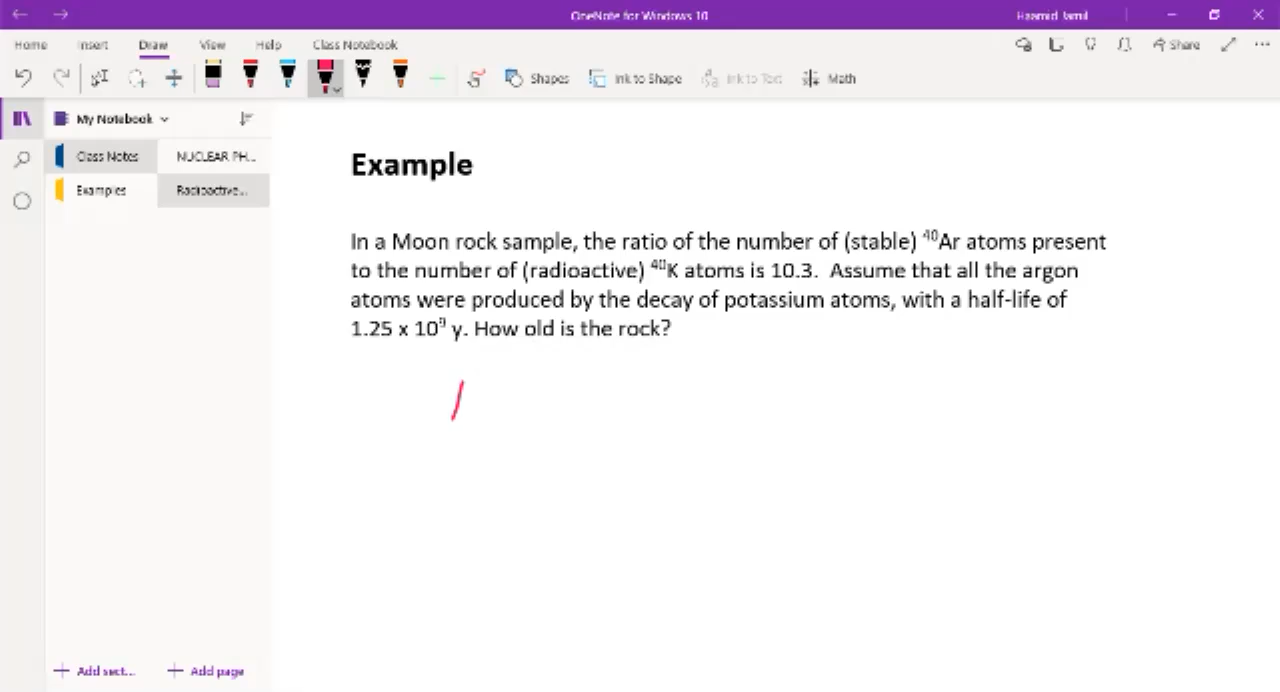 OneNote for Windows 10
Haamid Jamil
Home Insert Draw View Help Class Notebook
Share
Shapes Ink to Shape Ink to Text Math
My Notebook
Class Notes NUCLEAR PH...
Examples Radioactive...
Example
In a Moon rock sample, the ratio of the number of (stable) ⁴⁰Ar atoms present
to the number of (radioactive) ⁴⁰K atoms is 10.3. Assume that all the argon
atoms were produced by the decay of potassium atoms, with a half-life of
1.25 x 10⁹ y. How old is the rock?
Add sect... Add page